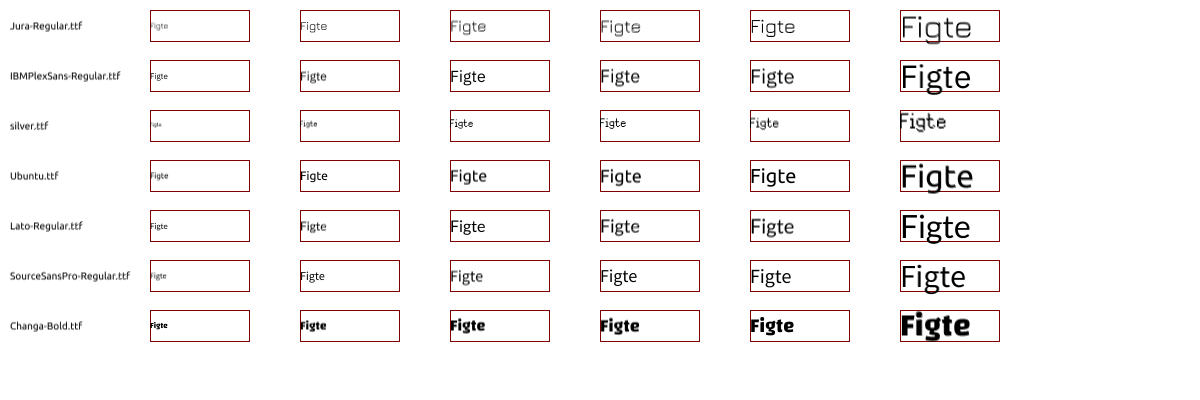 Jura-Regular.ttf Figte Figte Figte Figte Figte Figte
IBMPlexSans-Regular.ttf Figte Figte Figte Figte Figte Figte
silver.ttf Figte Figte Figte Figte Figte Figte
Ubuntu.ttf Figte Figte Figte Figte Figte Figte
Lato-Regular.ttf Figte Figte Figte Figte Figte Figte
SourceSansPro-Regular.ttf Figte Figte Figte Figte Figte Figte
Changa-Bold.ttf Figte Figte Figte Figte Figte Figte